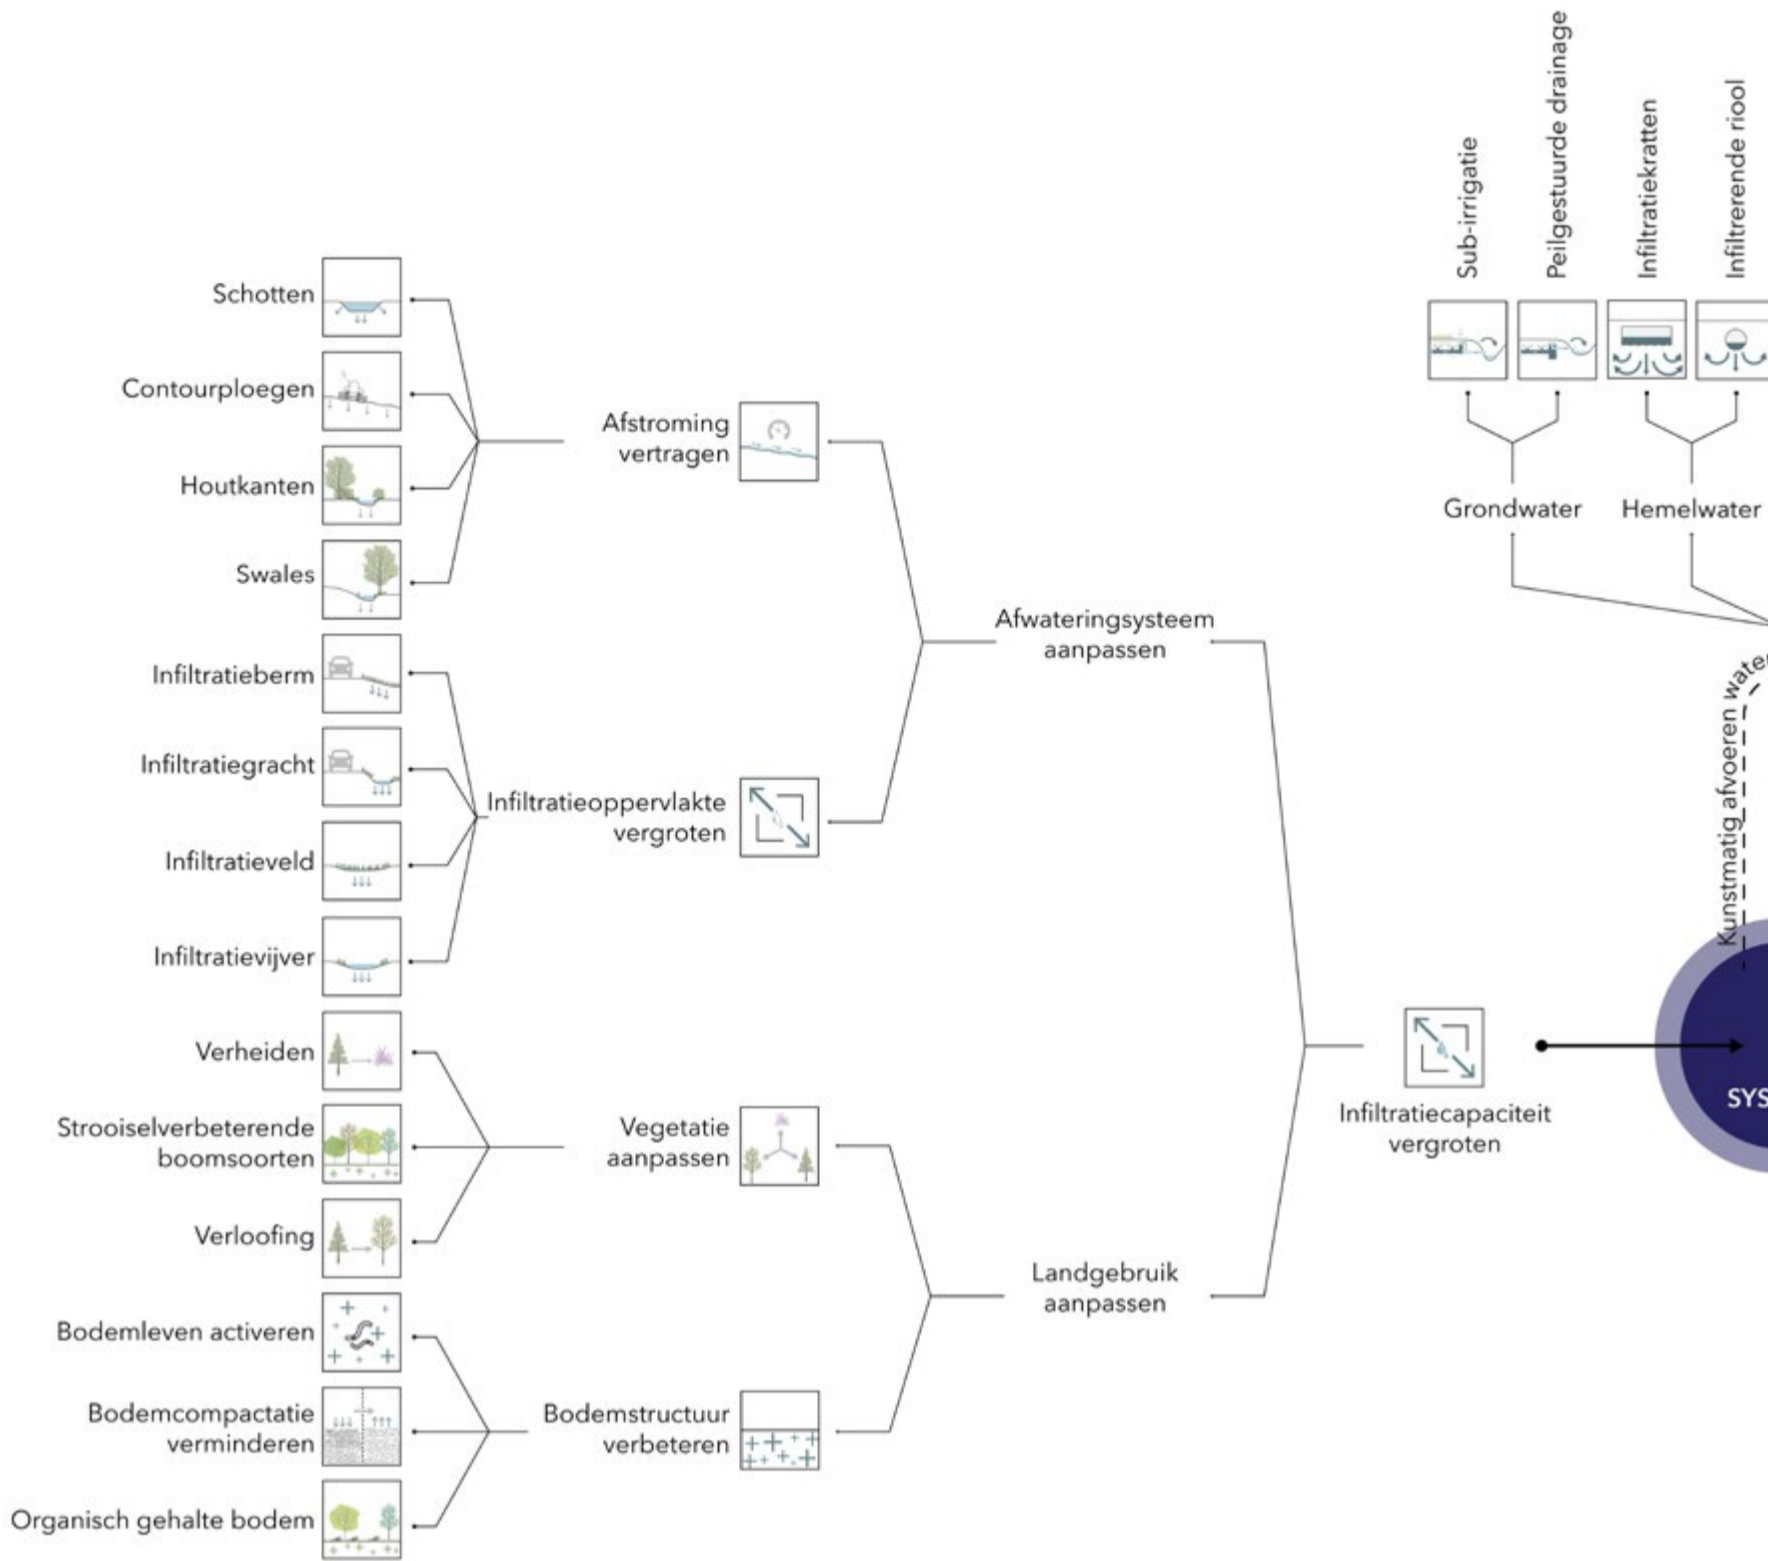 Sub-irrigatie
Peilgestuurde drainage
Infiltratiekratten
Infiltrerende riool
Grondwater
Hemelwater
Schotten
Contourploegen
Houtkanten
Swales
Infiltratieberm
Infiltratiegracht
Infiltratieveld
Infiltratievijver
Verheiden
Strooiselverbeterende
boomsoorten
Verloofing
Bodemleven activeren
Bodemcompactatie
verminderen
Organisch gehalte bodem
Afstroming
vertragen
Infiltratieoppervlakte
vergroten
Vegetatie
aanpassen
Bodemstructuur
verbeteren
Afwateringsysteem
aanpassen
Landgebruik
aanpassen
Infiltratiecapaciteit
vergroten
Kunstmatig afvoeren water
SYS